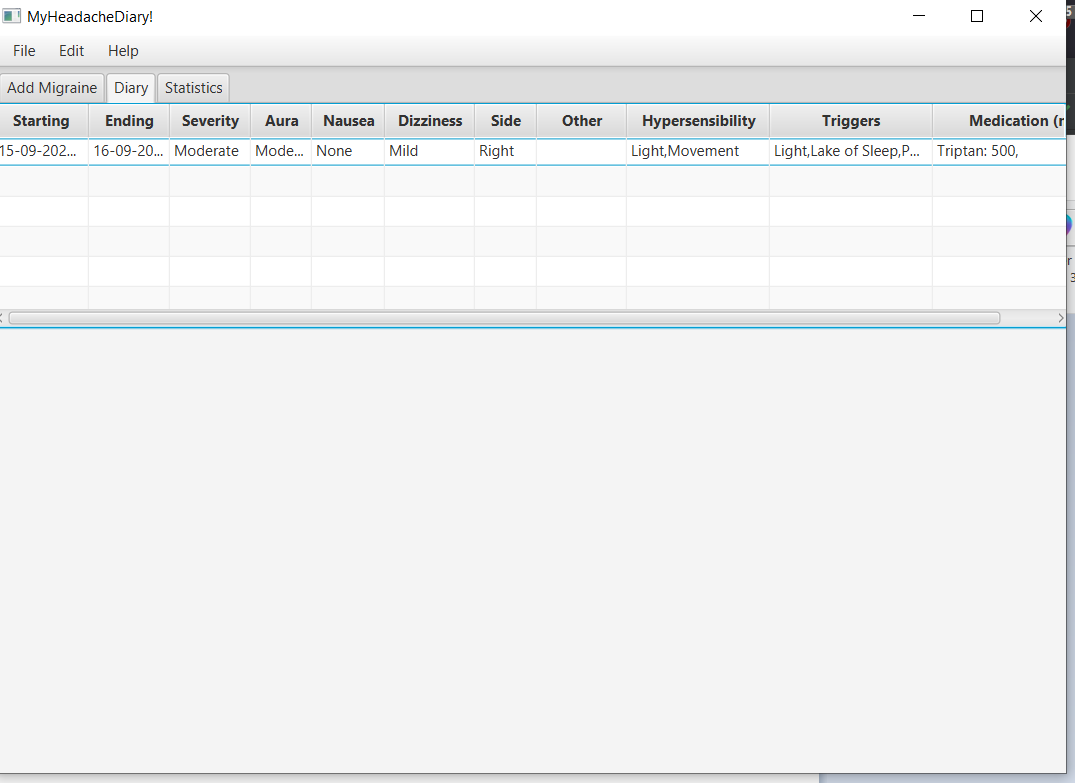 MyHeadacheDiary!
File Edit Help
Add Migraine Diary Statistics
Starting Ending Severity Aura Nausea Dizziness Side Other Hypersensibility Triggers Medication (r
15-09-202... 16-09-20... Moderate Mode... None Mild Right Light,Movement Light,Lake of Sleep,P... Triptan: 500,